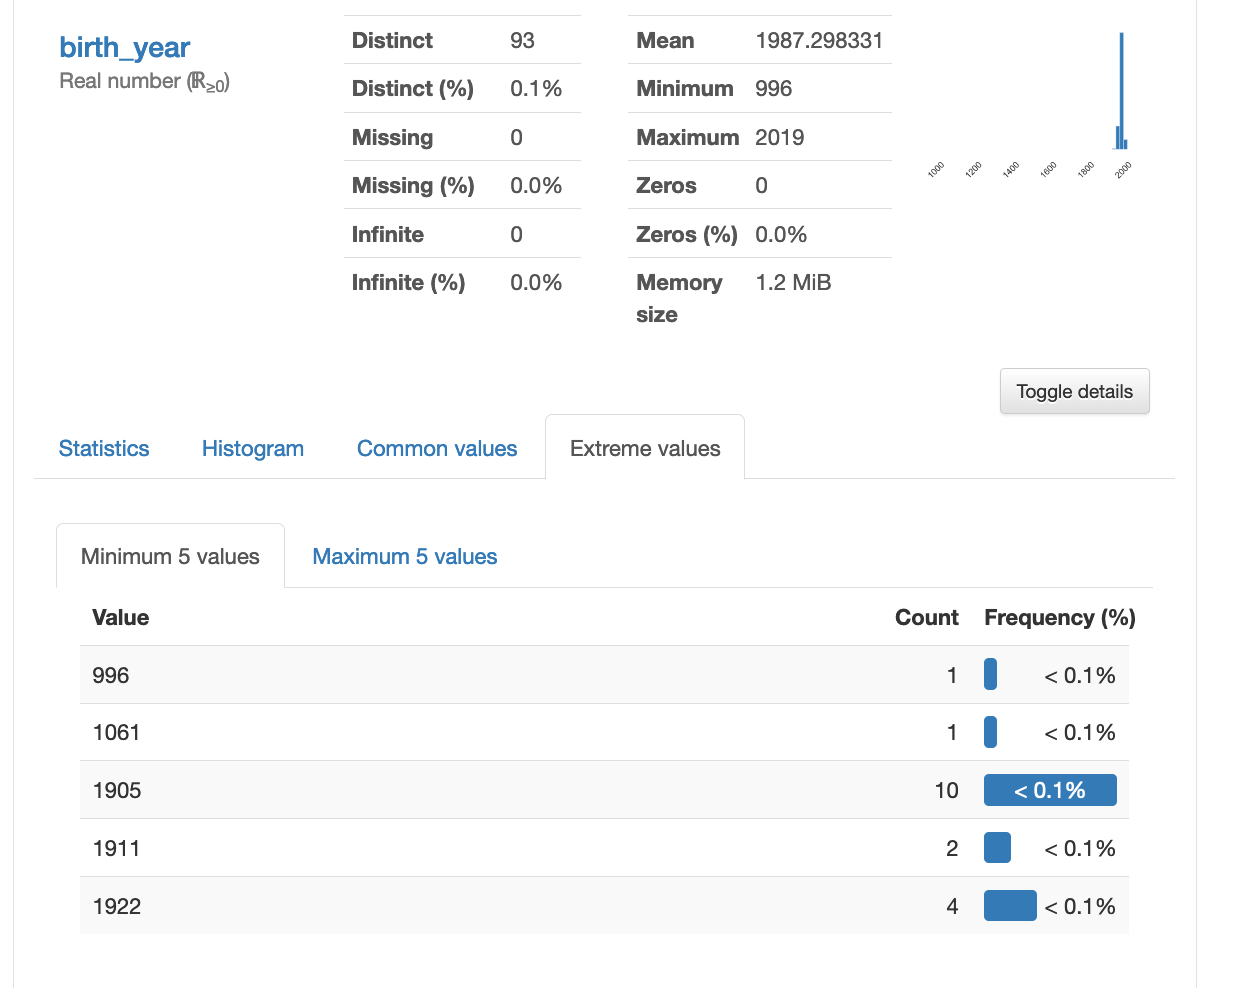 birth_year
Real number (ℝ≥0)
Distinct 93
Distinct (%) 0.1%
Missing 0
Missing (%) 0.0%
Infinite 0
Infinite (%) 0.0%
Mean 1987.298331
Minimum 996
Maximum 2019
Zeros 0
Zeros (%) 0.0%
Memory size 1.2 MiB
1000 1200 1400 1600 1800 2000
Toggle details
Statistics Histogram Common values Extreme values
Minimum 5 values Maximum 5 values
Value Count Frequency (%)
996 1 < 0.1%
1061 1 < 0.1%
1905 10 < 0.1%
1911 2 < 0.1%
1922 4 < 0.1%